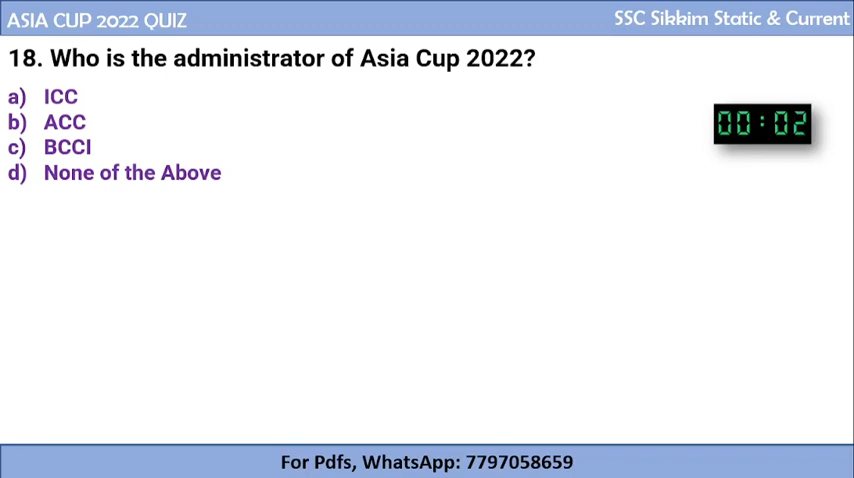 ASIA CUP 2022 QUIZ
SSC Sikkim Static & Current
18. Who is the administrator of Asia Cup 2022?
a) ICC
b) ACC
c) BCCI
d) None of the Above
00:02
For Pdfs, WhatsApp: 7797058659